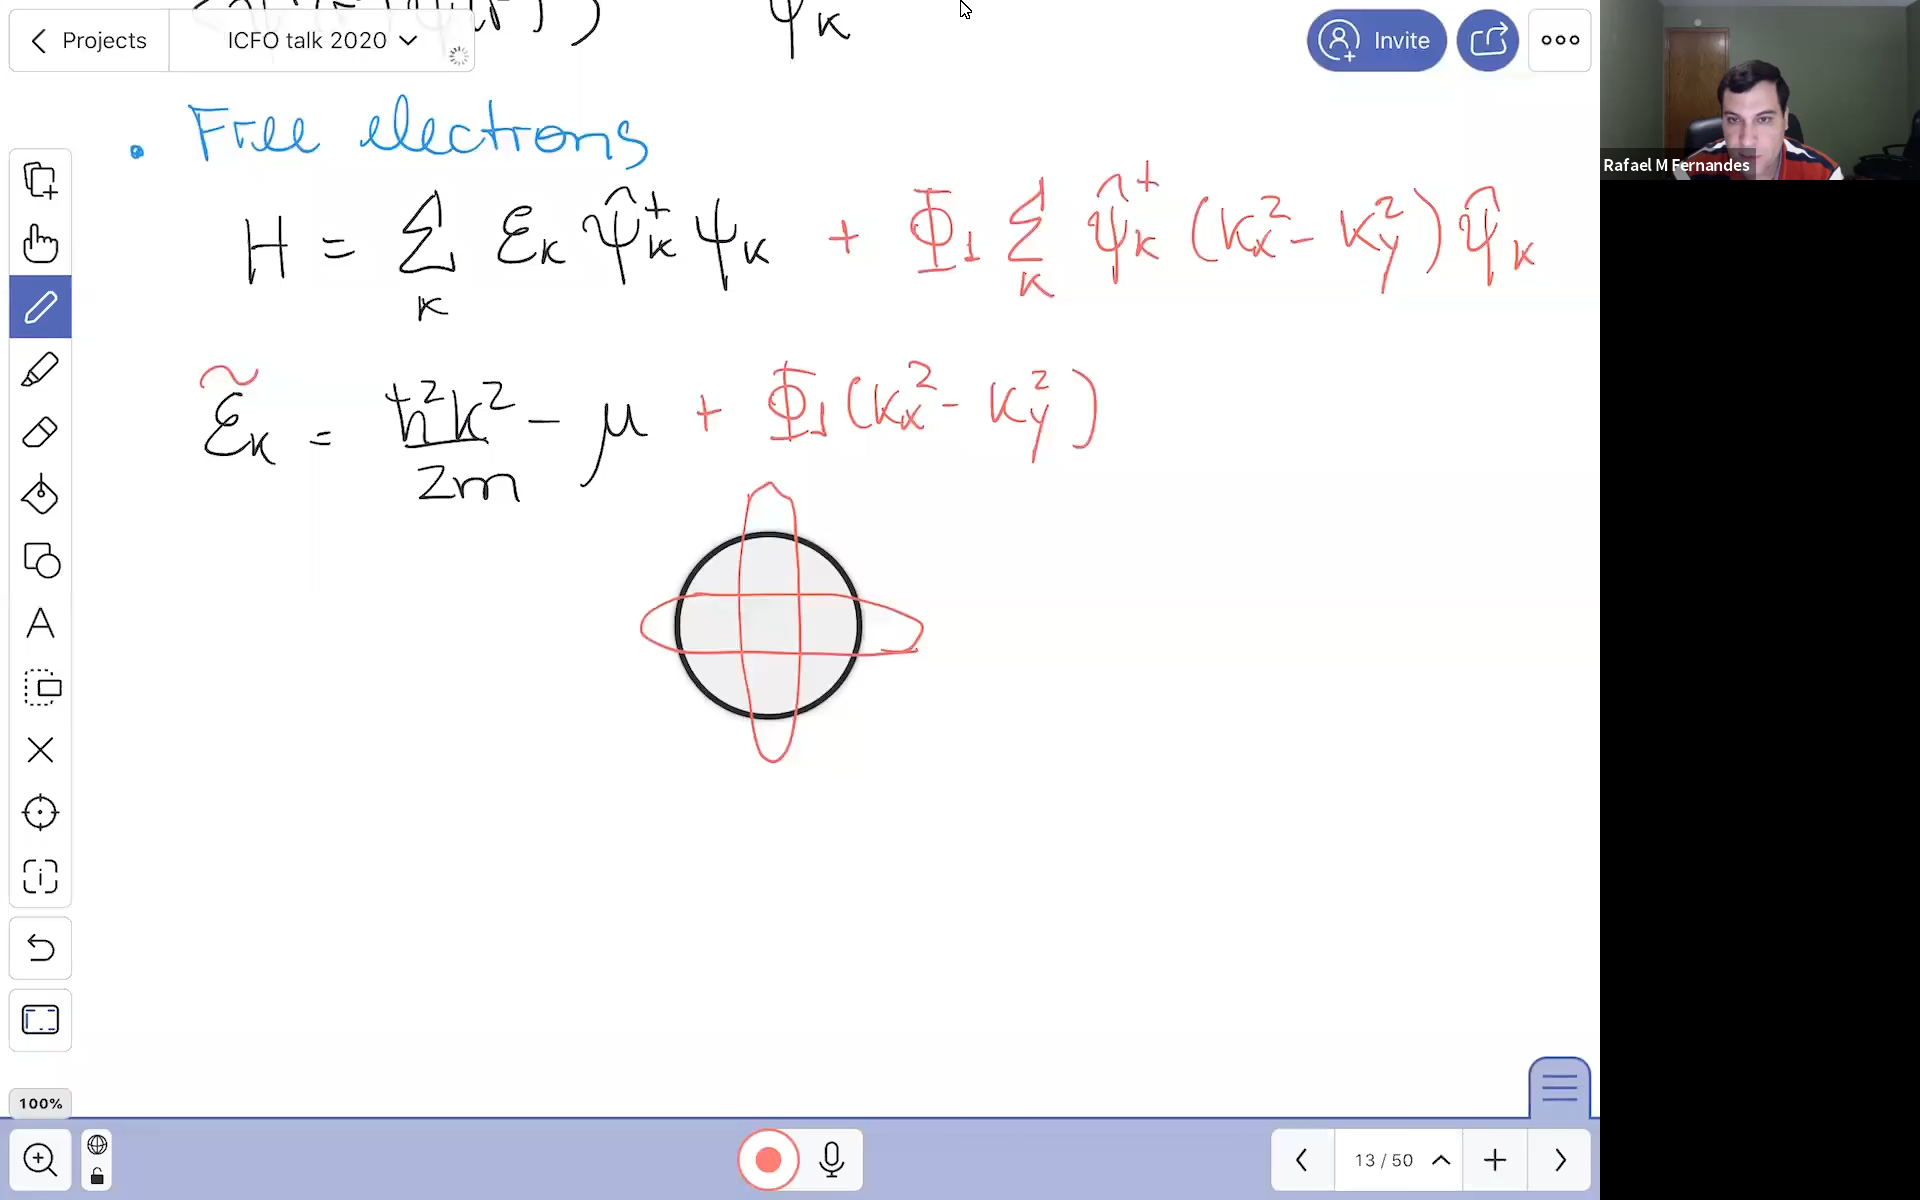 ψ_K
Projects
ICFO talk 2020
Invite
Rafael M Fernandes
• Free electrons
H = Σ_K ε_K ψ̂_K^+ ψ_K + Φ_1 Σ_K ψ̂_K^+ (K_x^2 - K_y^2) ψ̂_K
ε̃_K = ħ^2k^2/2m - μ + Φ_1 (K_x^2 - K_y^2)
A
100%
13 / 50